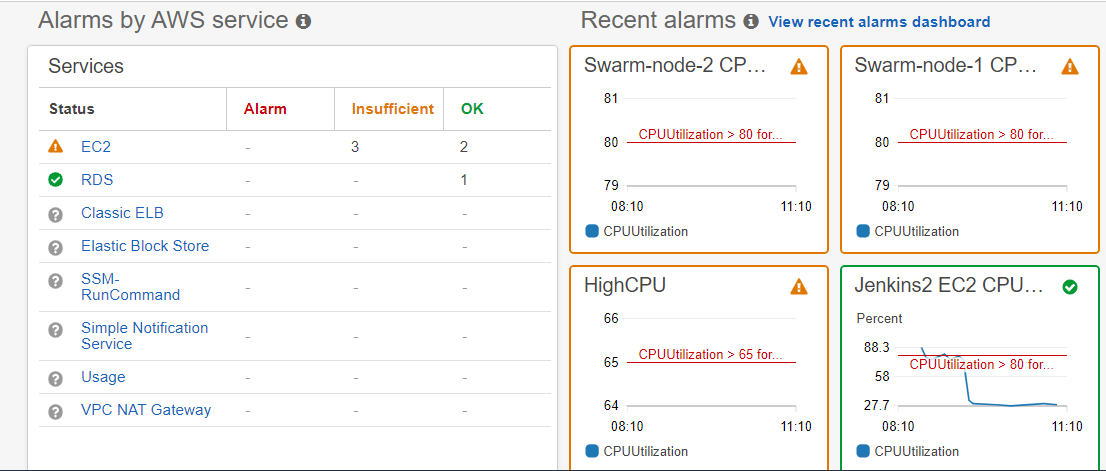 Alarms by AWS service
Services
Status Alarm Insufficient OK
EC2 - 3 2
RDS - - 1
Classic ELB - - -
Elastic Block Store - - -
SSM-
RunCommand - - -
Simple Notification
Service - - -
Usage - - -
VPC NAT Gateway - - -
Recent alarms View recent alarms dashboard
Swarm-node-2 CP...
81
CPUUtilization > 80 for...
80
79
08:10 11:10
CPUUtilization
Swarm-node-1 CP...
81
CPUUtilization > 80 for...
80
79
08:10 11:10
CPUUtilization
HighCPU
66
CPUUtilization > 65 for...
65
64
08:10 11:10
CPUUtilization
Jenkins2 EC2 CPU...
Percent
88.3
CPUUtilization > 80 for...
58
27.7
08:10 11:10
CPUUtilization